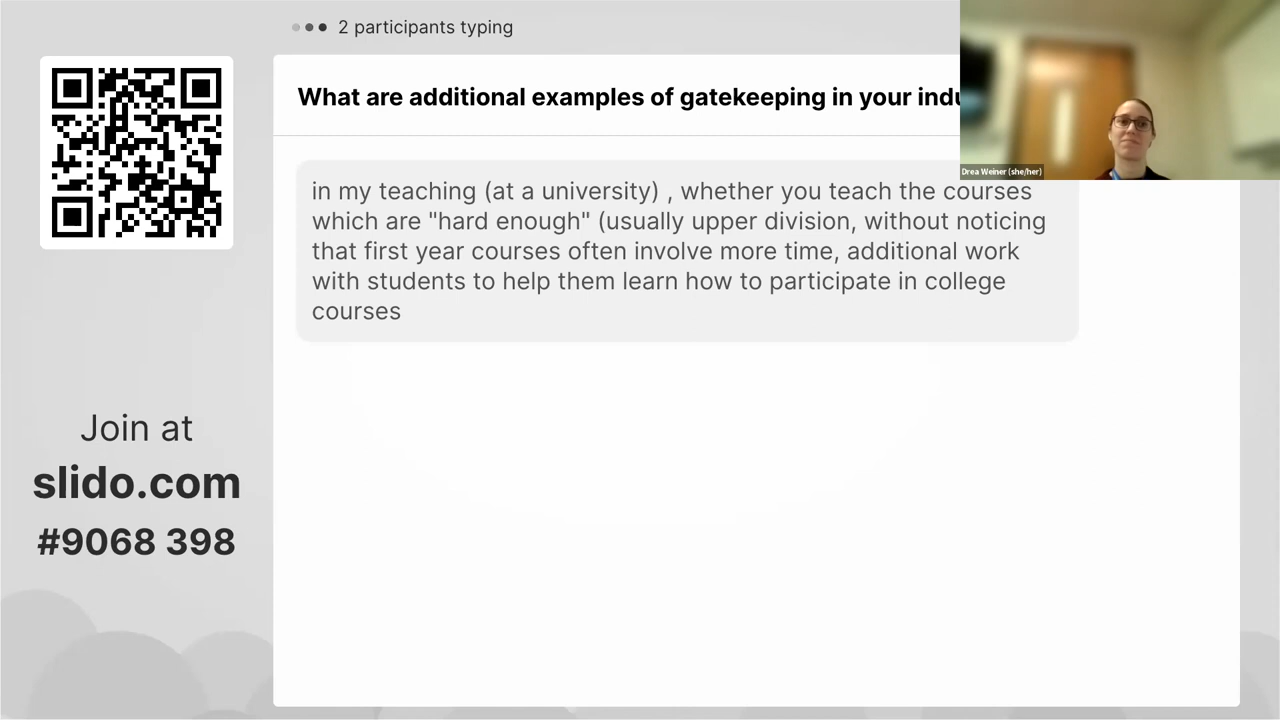 2 participants typing
What are additional examples of gatekeeping in your
Drea Weiner (she/her)
in my teaching (at a university) , whether you teach the courses
which are "hard enough" (usually upper division, without noticing
that first year courses often involve more time, additional work
with students to help them learn how to participate in college
courses
Join at
slido.com
#9068 398